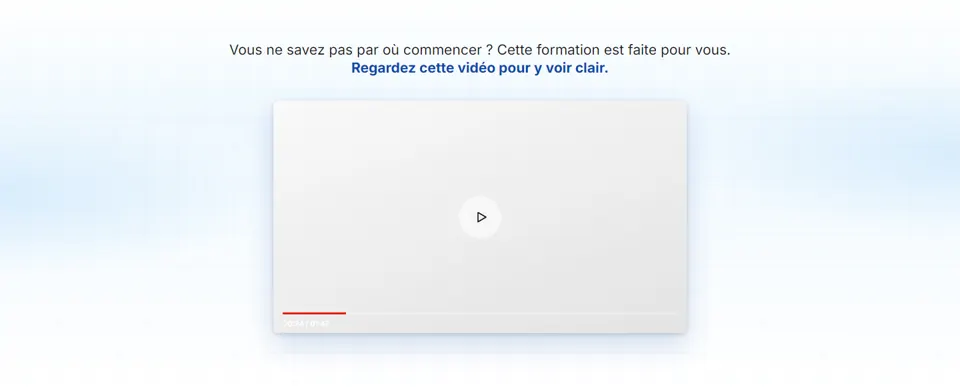 Vous ne savez pas par où commencer ? Cette formation est faite pour vous.
Regardez cette vidéo pour y voir clair.